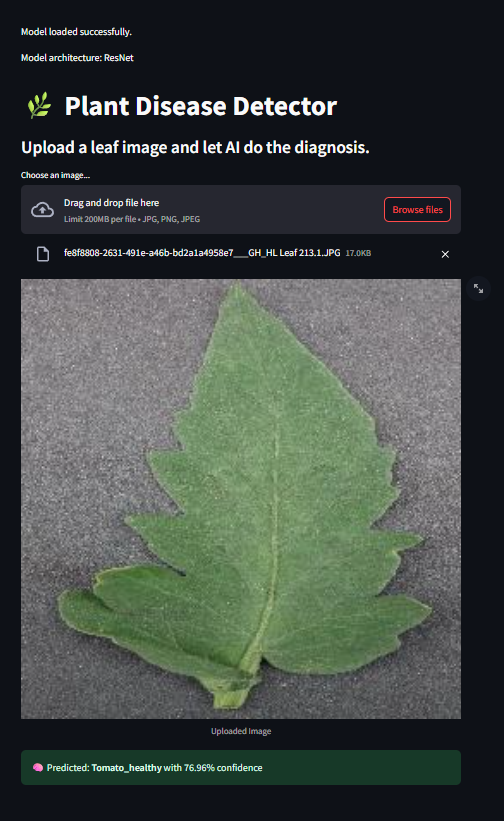 Model loaded successfully.
Model architecture: ResNet
🌿 Plant Disease Detector
Upload a leaf image and let AI do the diagnosis.
Choose an image...
Drag and drop file here
Limit 200MB per file • JPG, PNG, JPEG
Browse files
fe8f8808-2631-491e-a46b-bd2a1a4958e7___GH_HL Leaf 213.1.JPG 17.0KB
Uploaded Image
🧠 Predicted: Tomato_healthy with 76.96% confidence